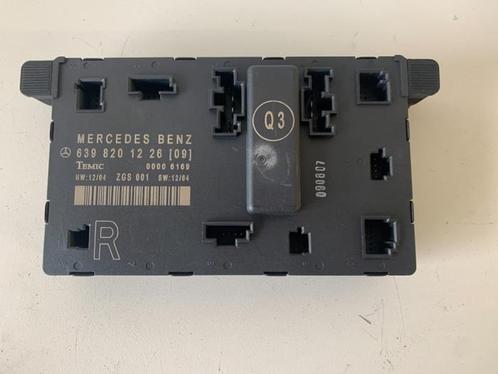 MERCEDES BENZ
639 820 12 26 [09]
TEMIC 0000 6169
HW:12/04 ZGS 001 SW:12/04
R
Q3
090807